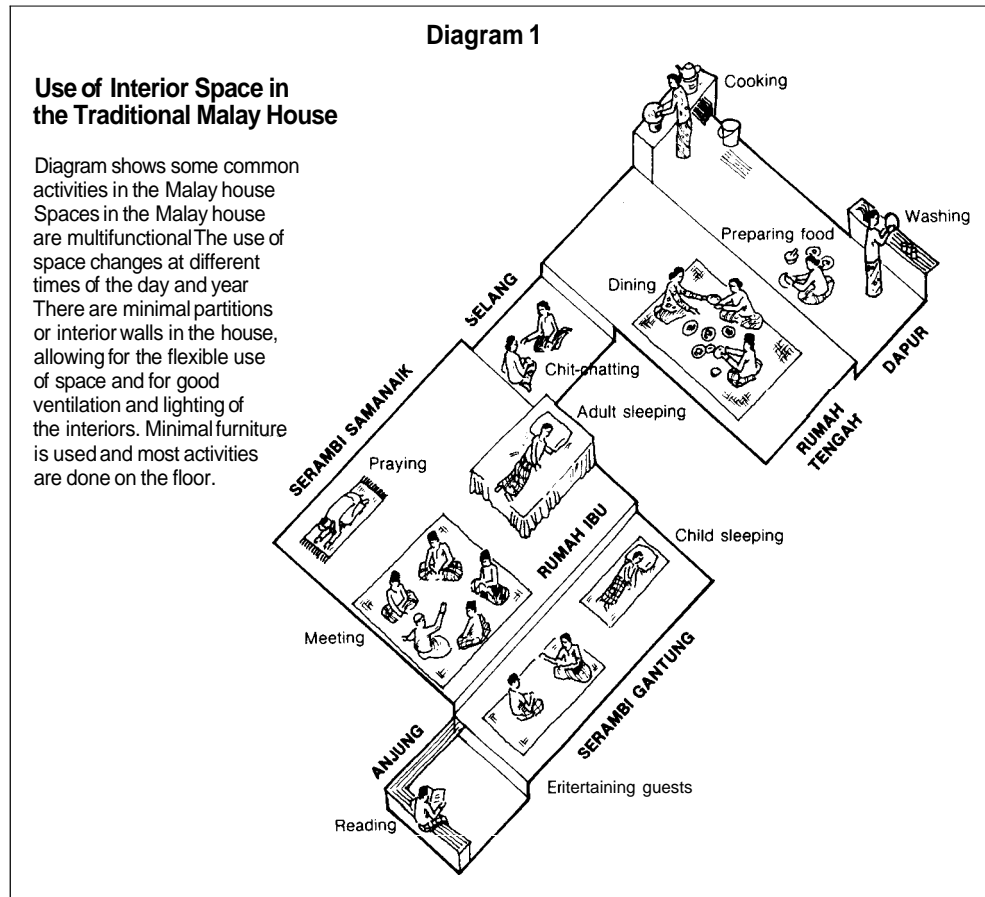 Diagram 1
Use of Interior Space in
the Traditional Malay House
Diagram shows some common
activities in the Malay house
Spaces in the Malay house
are multifunctional The use of
space changes at different
times of the day and year
There are minimal partitions
or interior walls in the house,
allowing for the flexible use
of space and for good
ventilation and lighting of
the interiors. Minimal furniture
is used and most activities
are done on the floor.
Cooking
Washing
Preparing food
Dining
SELANG
DAPUR
Chit-chatting
RUMAH
TENGAH
SERAMBI SAMANAIK
Adult sleeping
Praying
RUMAH IBU
Child sleeping
Meeting
SERAMBI GANTUNG
ANJUNG
Eritertaining guests
Reading